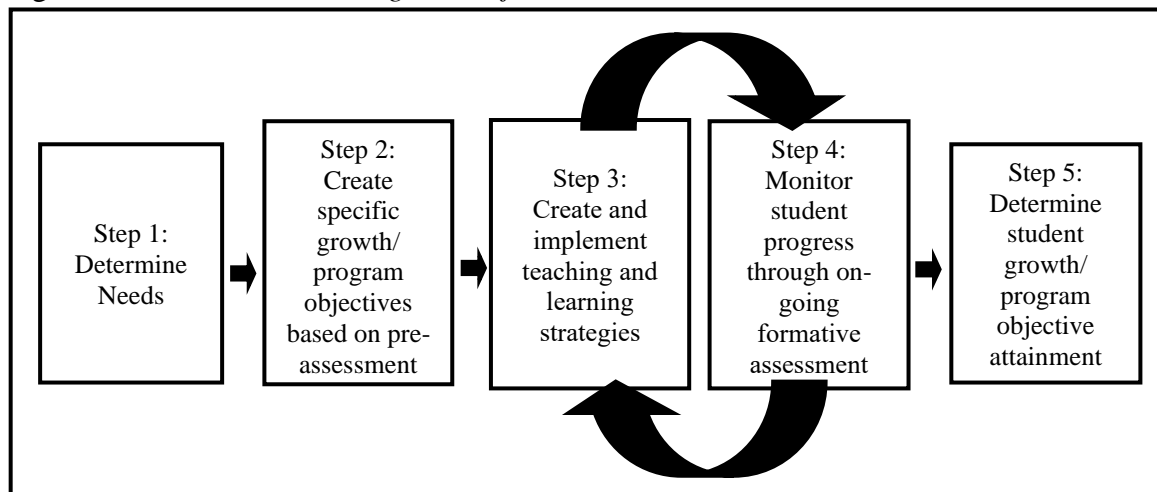 Step 1:
Determine
Needs
Step 2:
Create
specific
growth/
program
objectives
based on pre-
assessment
Step 3:
Create and
implement
teaching and
learning
strategies
Step 4:
Monitor
student
progress
through on-
going
formative
assessment
Step 5:
Determine
student
growth/
program
objective
attainment